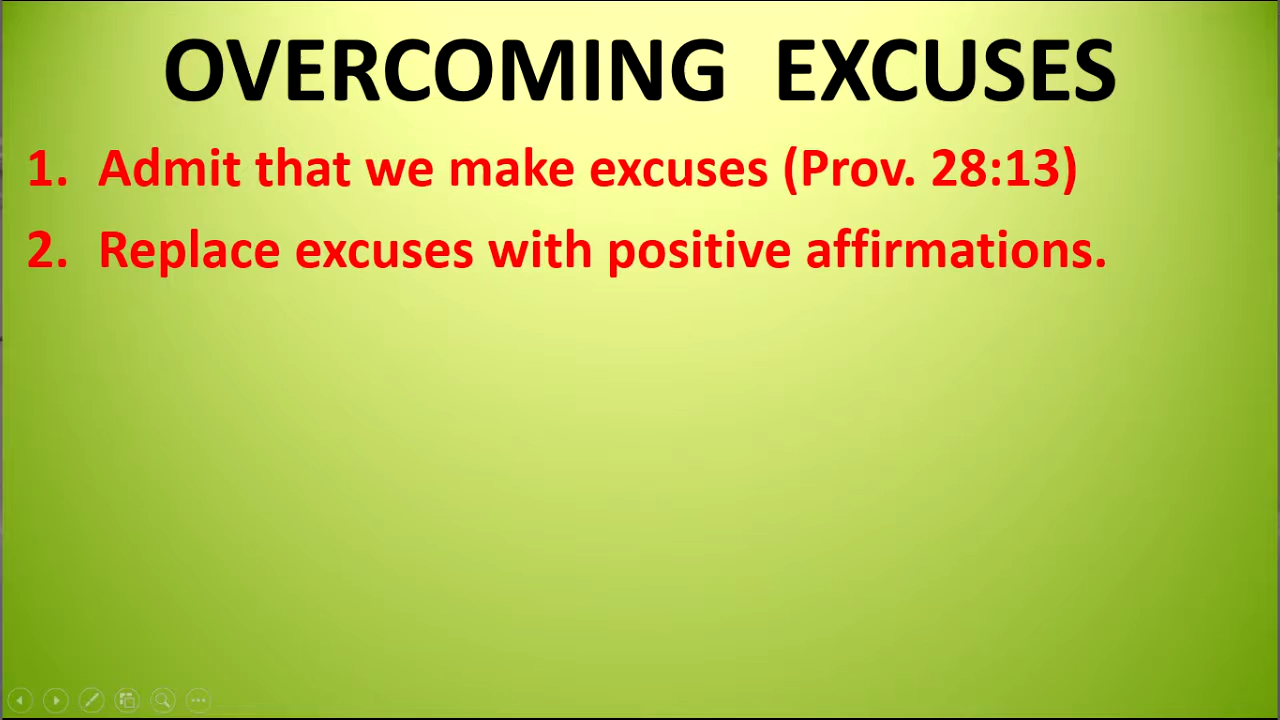 OVERCOMING EXCUSES
1. Admit that we make excuses (Prov. 28:13)
2. Replace excuses with positive affirmations.